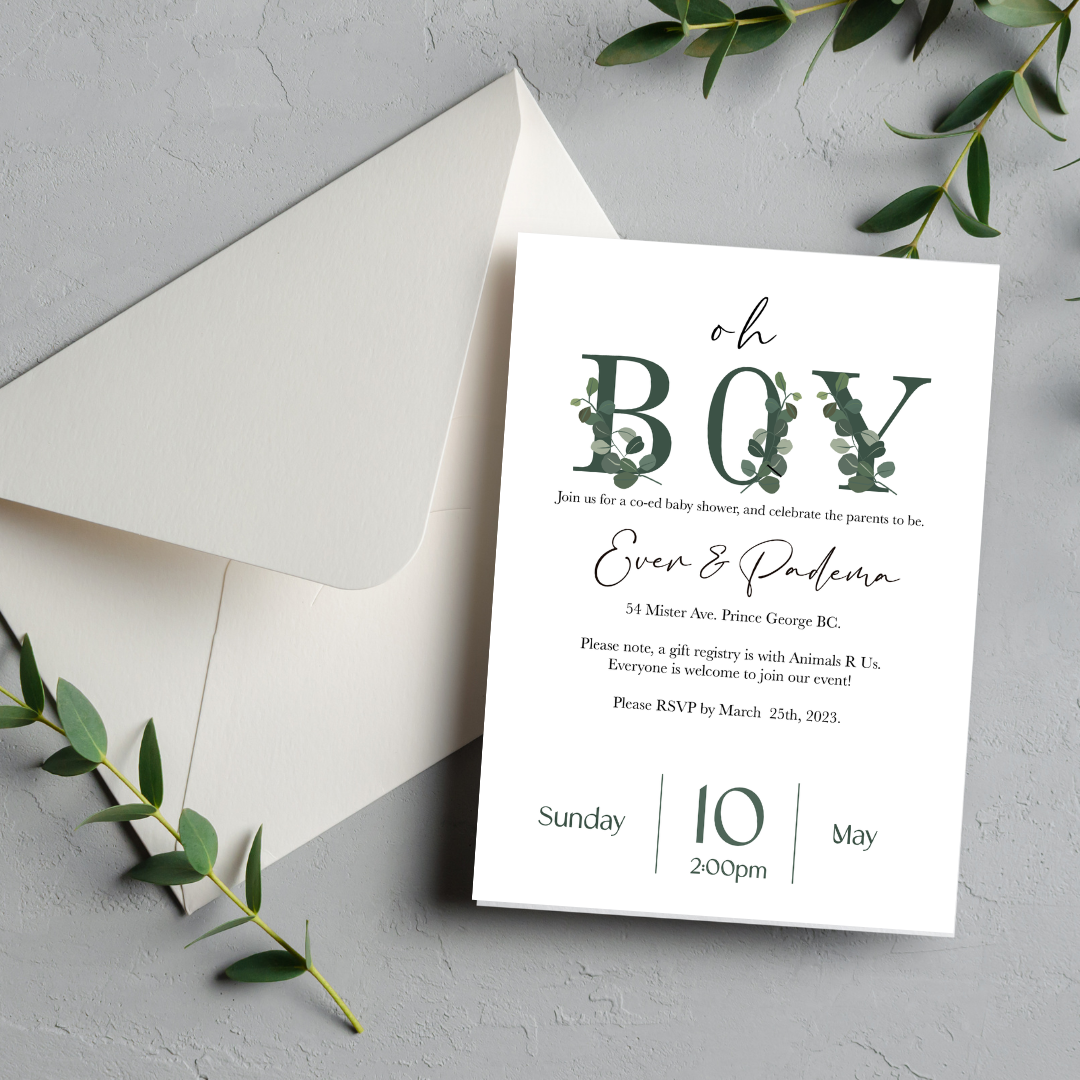 oh
BOY
Join us for a co-ed baby shower, and celebrate the parents to be.
Ever & Padema
54 Mister Ave. Prince George BC.
Please note, a gift registry is with Animals R Us.
Everyone is welcome to join our event!
Please RSVP by March 25th, 2023.
Sunday
10
2:00pm
May